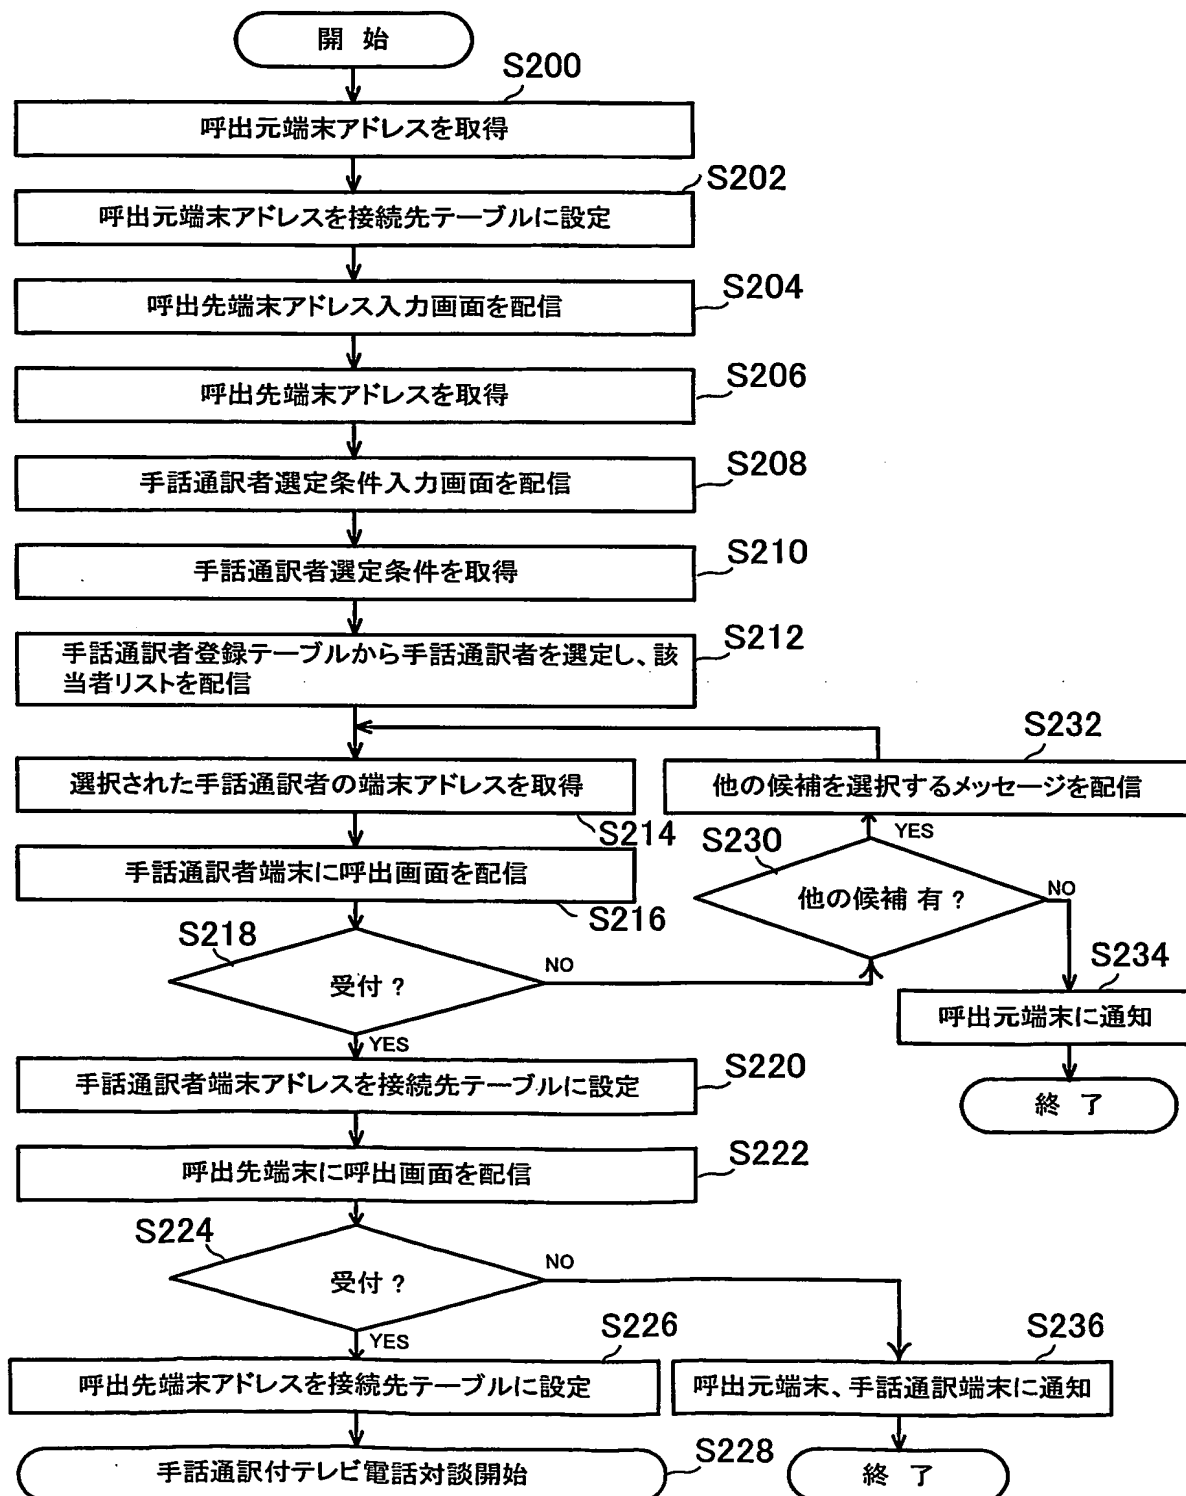 開 始
S200
呼出元端末アドレスを取得
S202
呼出元端末アドレスを接続先テーブルに設定
S204
呼出先端末アドレス入力画面を配信
S206
呼出先端末アドレスを取得
S208
手話通訳者選定条件入力画面を配信
S210
手話通訳者選定条件を取得
S212
手話通訳者登録テーブルから手話通訳者を選定し、該
当者リストを配信
S232
選択された手話通訳者の端末アドレスを取得
他の候補を選択するメッセージを配信
S214
YES
S230
手話通訳者端末に呼出画面を配信
他の候補 有 ?
NO
S216
S218
受付 ?
NO
S234
呼出元端末に通知
YES
S220
手話通訳者端末アドレスを接続先テーブルに設定
終 了
S222
呼出先端末に呼出画面を配信
S224
受付 ?
NO
YES
S226
S236
呼出先端末アドレスを接続先テーブルに設定
呼出元端末、手話通訳端末に通知
S228
手話通訳付テレビ電話対談開始
終 了